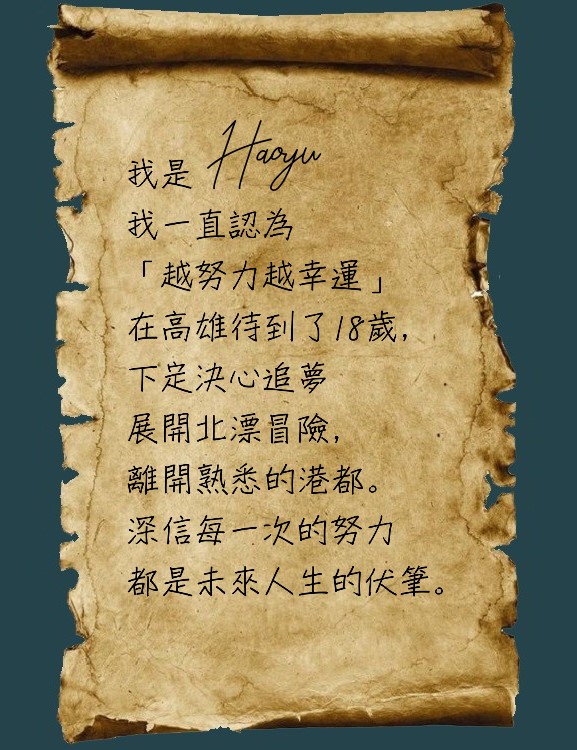 我是 Haoyu
我一直認為
「越努力越幸運」
在高雄待到了18歲,
下定決心追夢
展開北漂冒險,
離開熟悉的港都。
深信每一次的努力
都是未來人生的伏筆。